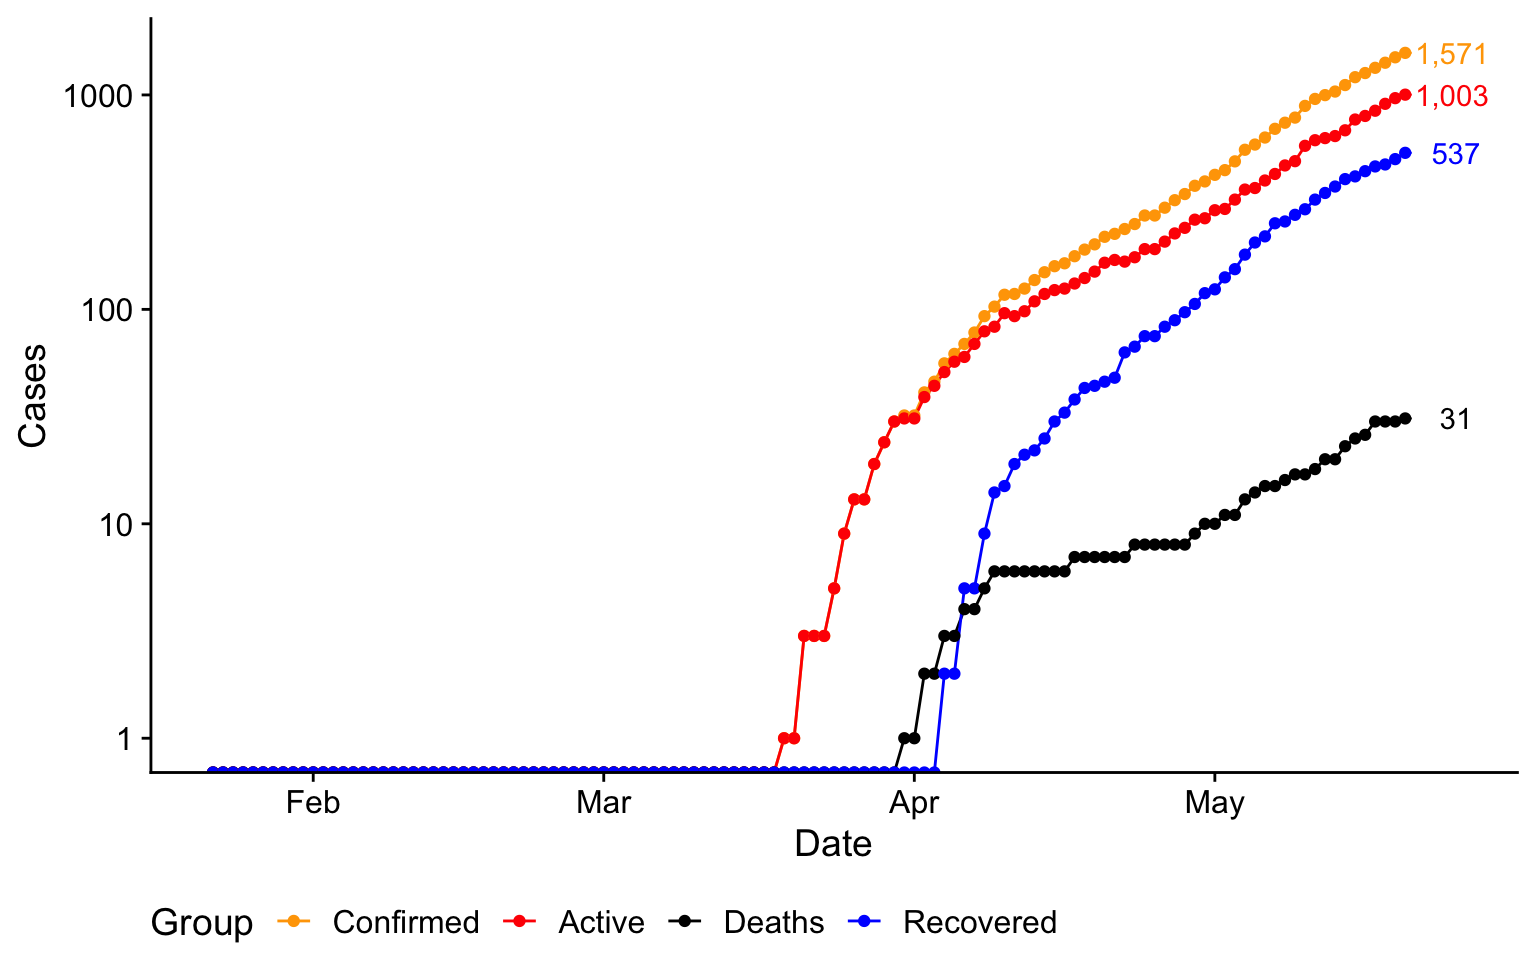 1,571
1000
1,003
537
100
Cases
31
10
1
Feb Mar Apr May
Date
Group Confirmed Active Deaths Recovered